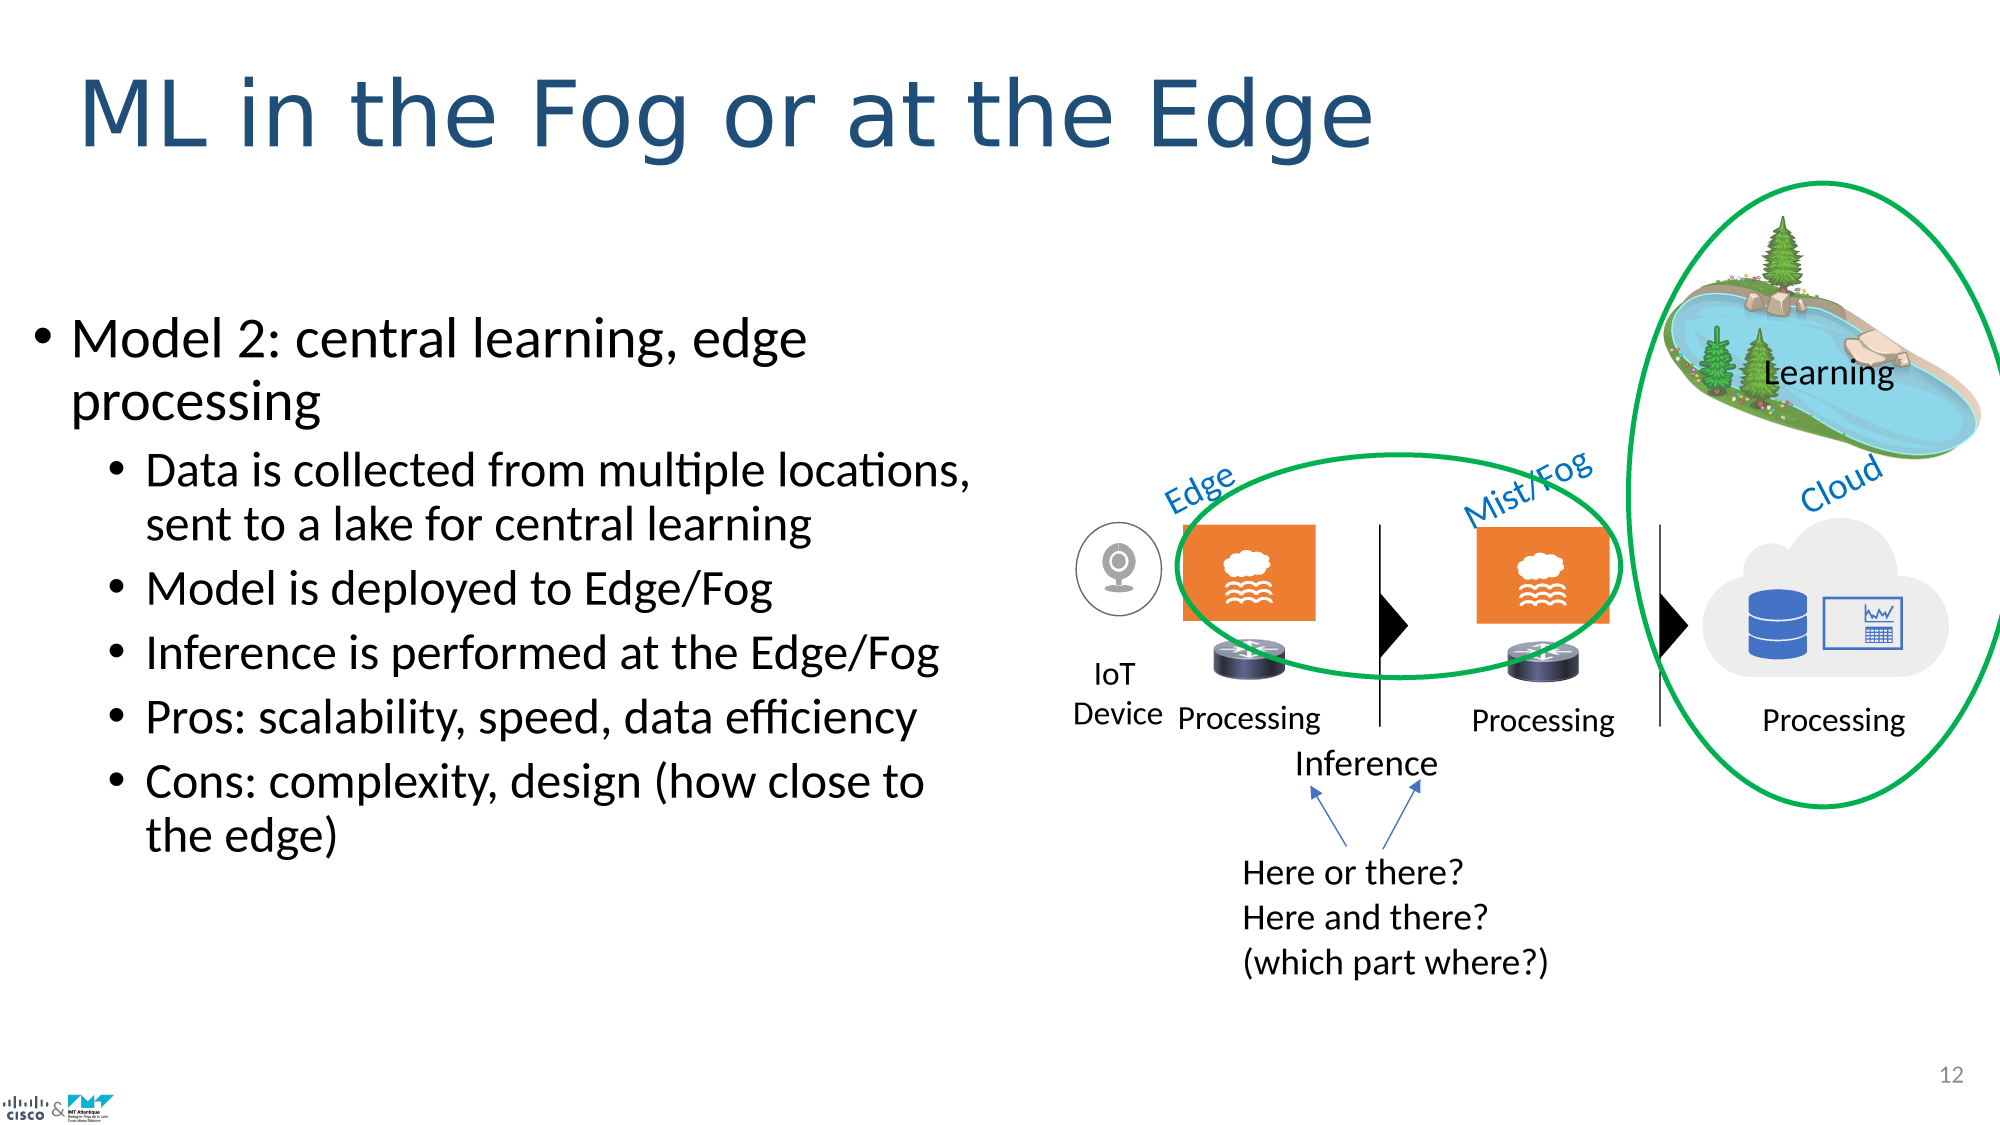 ML in the Fog or at the Edge
• Model 2: central learning, edge
processing
• Data is collected from multiple locations,
sent to a lake for central learning
• Model is deployed to Edge/Fog
• Inference is performed at the Edge/Fog
• Pros: scalability, speed, data efficiency
• Cons: complexity, design (how close to
the edge)
Learning
Edge
Mist/Fog
Cloud
IoT
Device
Processing
Processing
Processing
Inference
Here or there?
Here and there?
(which part where?)
12
CISCO & IMT Atlantique